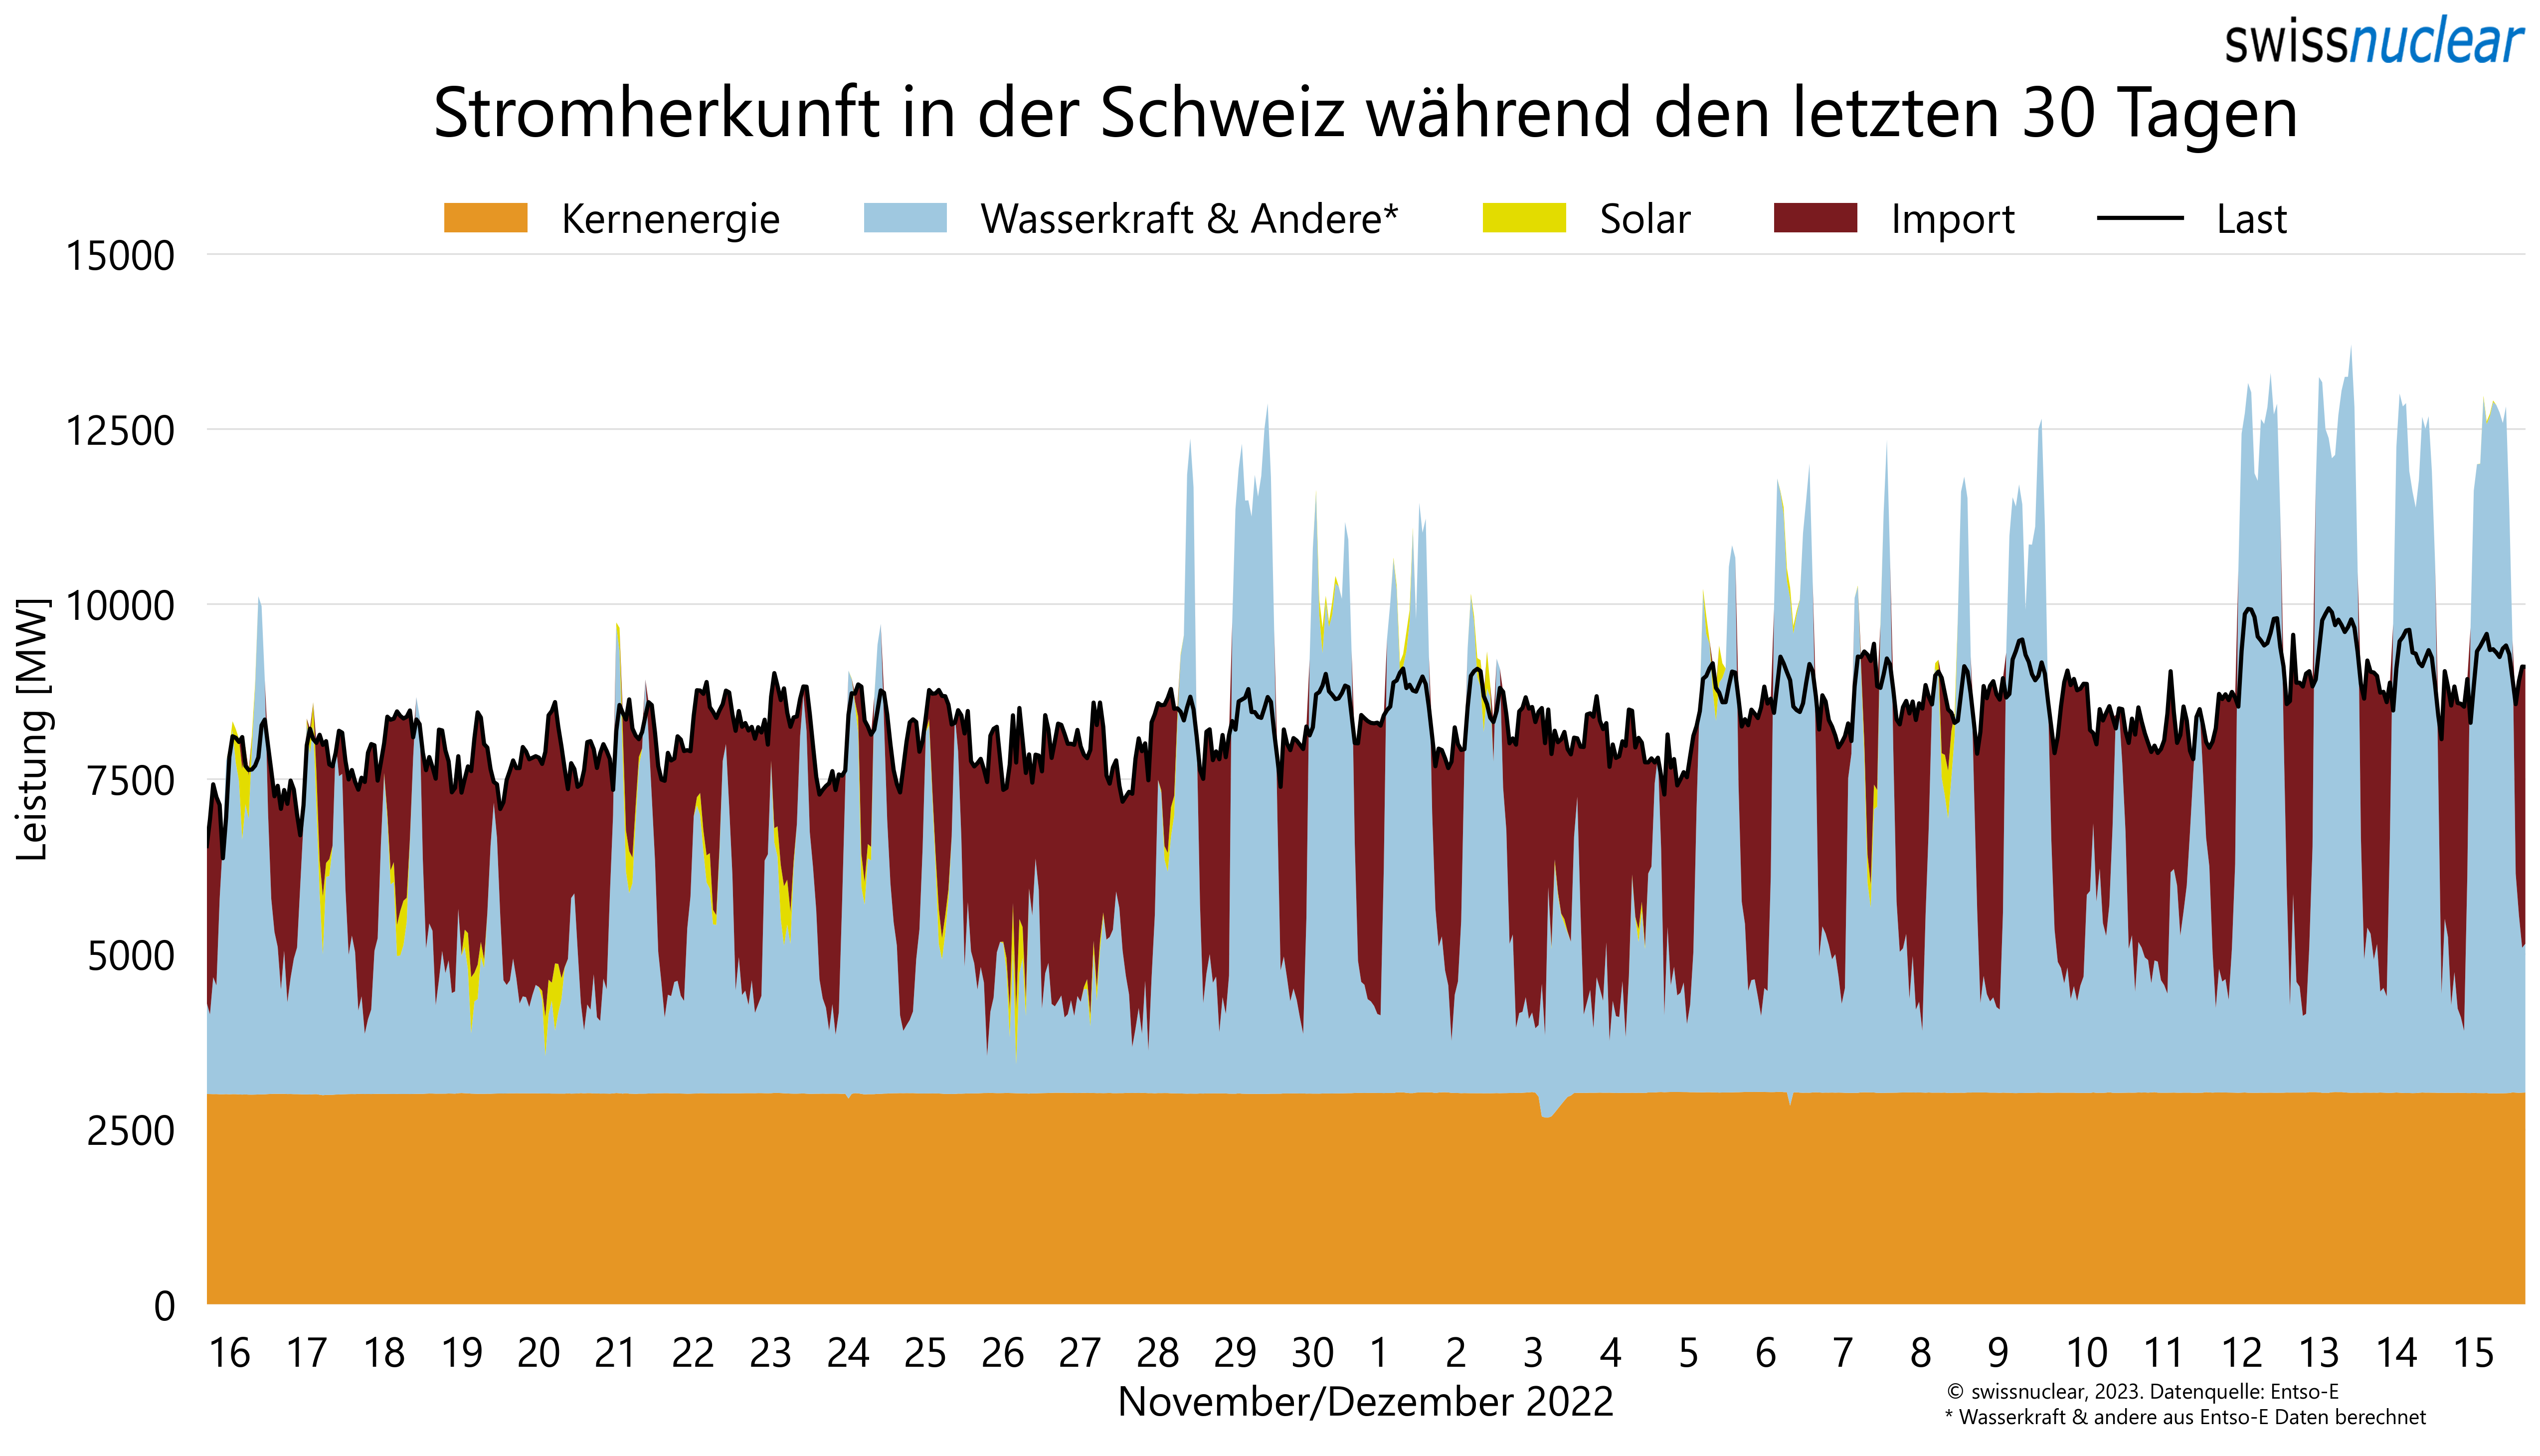 swissnuclear
Stromherkunft in der Schweiz während den letzten 30 Tagen
Kernenergie Wasserkraft & Andere* Solar Import Last
15000
12500
10000
7500
5000
2500
0
Leistung [MW]
16 17 18 19 20 21 22 23 24 25 26 27 28 29 30 1 2 3 4 5 6 7 8 9 10 11 12 13 14 15
November/Dezember 2022
© swissnuclear, 2023. Datenquelle: Entso-E
* Wasserkraft & andere aus Entso-E Daten berechnet